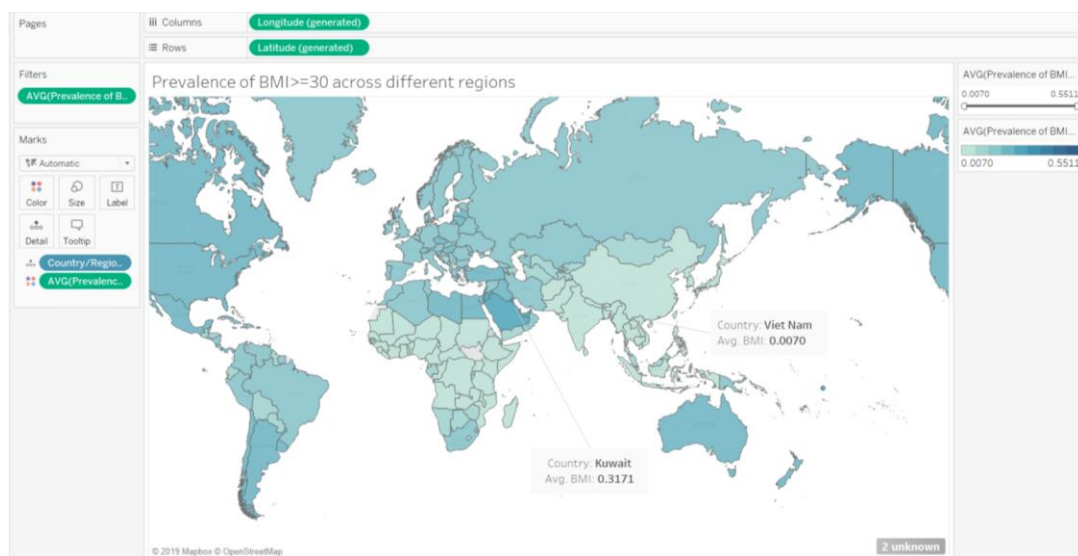 Pages
Columns
Longitude (generated)
Rows
Latitude (generated)
Filters
AVG(Prevalence of B..
Marks
Automatic
Color
Size
Label
Detail
Tooltip
Country/Regio..
AVG(Prevalenc..
Prevalence of BMI>=30 across different regions
Country: Viet Nam
Avg. BMI: 0.0070
Country: Kuwait
Avg. BMI: 0.3171
© 2019 Mapbox © OpenStreetMap
2 unknown
AVG(Prevalence of BMI...
0.0070 0.5511
AVG(Prevalence of BMI...
0.0070 0.5511